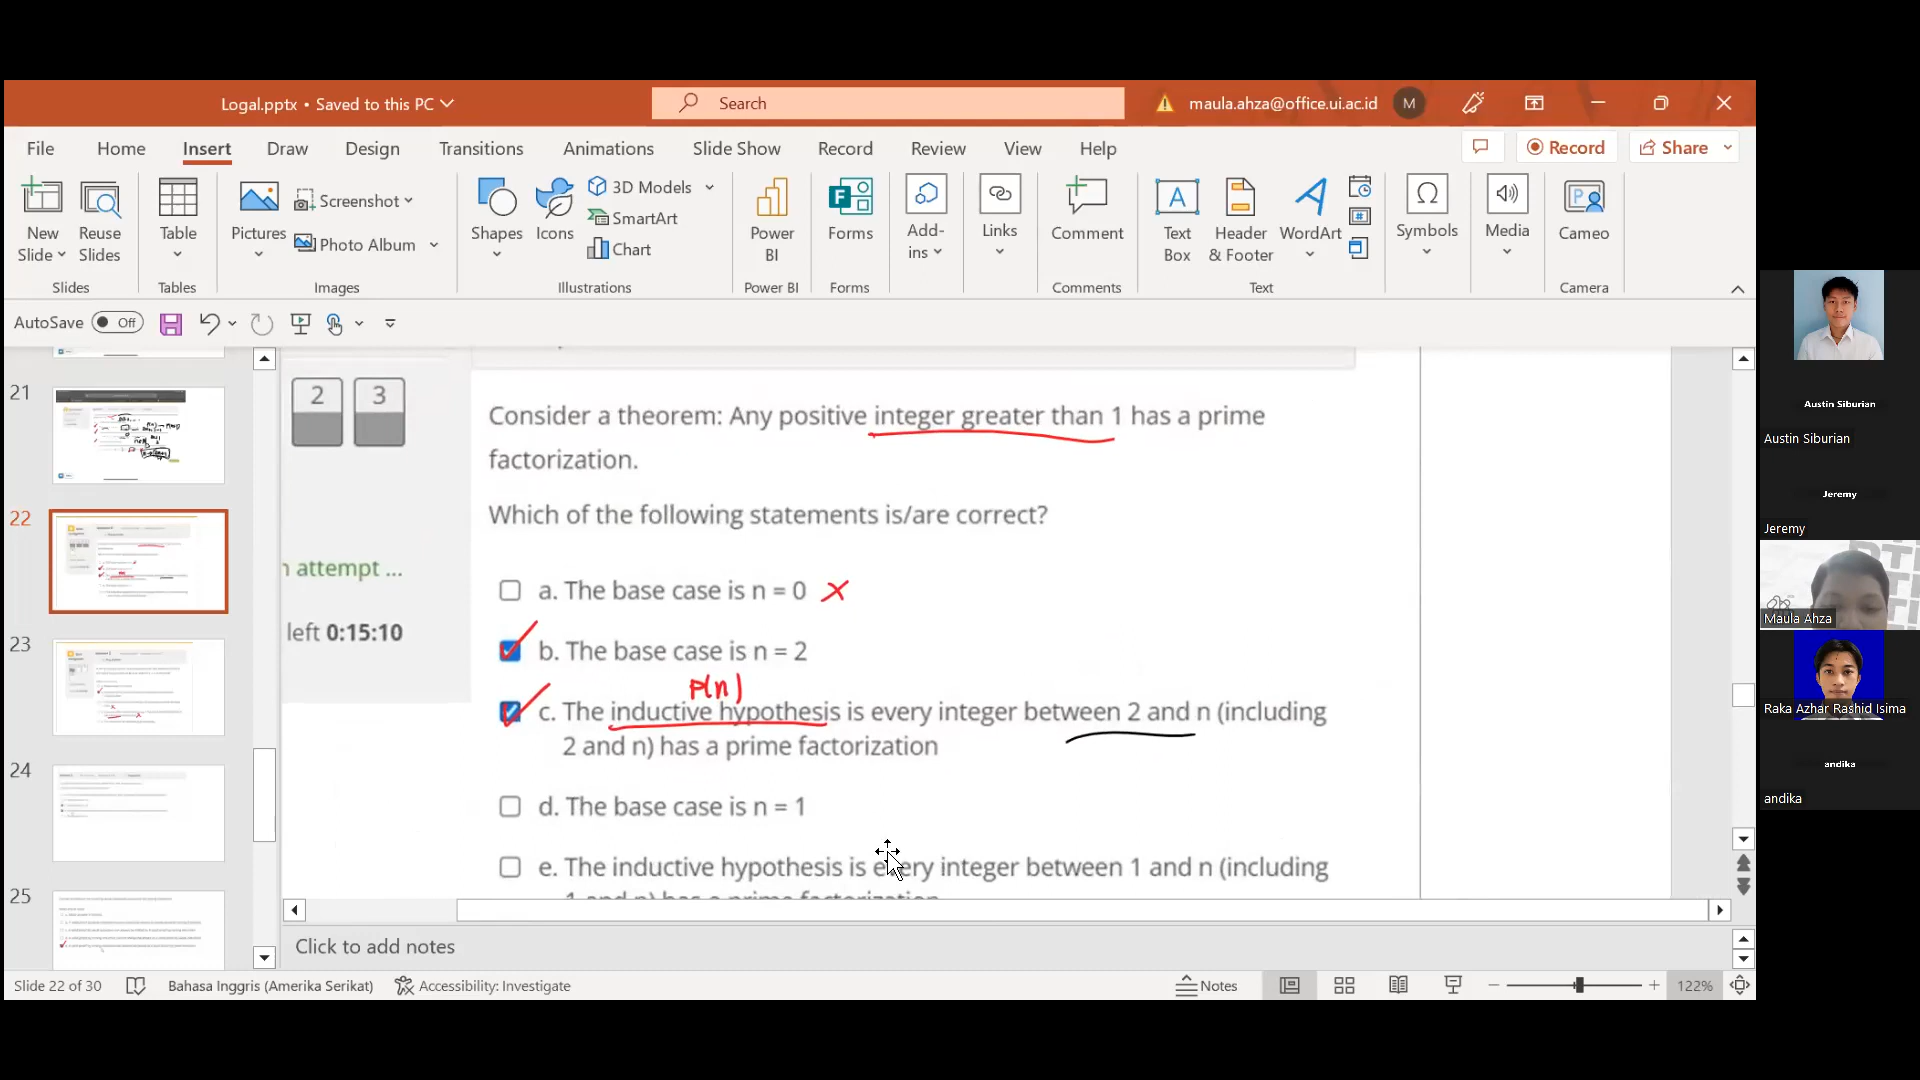 Logal.pptx • Saved to this PC
Search
maula.ahza@office.ui.ac.id
M
File Home Insert Draw Design Transitions Animations Slide Show Record Review View Help
Record
Share
New Slide
Reuse Slides
Slides
Table
Tables
Pictures
Screenshot
Photo Album
Images
Shapes
Icons
3D Models
SmartArt
Chart
Illustrations
Power BI
Power BI
Forms
Forms
Add-ins
Links
Comment
Comments
Text Box
Header & Footer
WordArt
Text
Symbols
Media
Cameo
Camera
AutoSave Off
21
22
23
24
25
2 3
n attempt ...
left 0:15:10
Consider a theorem: Any positive integer greater than 1 has a prime
factorization.
Which of the following statements is/are correct?
a. The base case is n = 0 X
b. The base case is n = 2
P(n)
c. The inductive hypothesis is every integer between 2 and n (including
2 and n) has a prime factorization
d. The base case is n = 1
e. The inductive hypothesis is every integer between 1 and n (including
1 and n) has a prime factorization
Click to add notes
Slide 22 of 30
Bahasa Inggris (Amerika Serikat)
Accessibility: Investigate
Notes
122%
Austin Siburian
Austin Siburian
Jeremy
Jeremy
Maula Ahza
Raka Azhar Rashid Isima
andika
andika